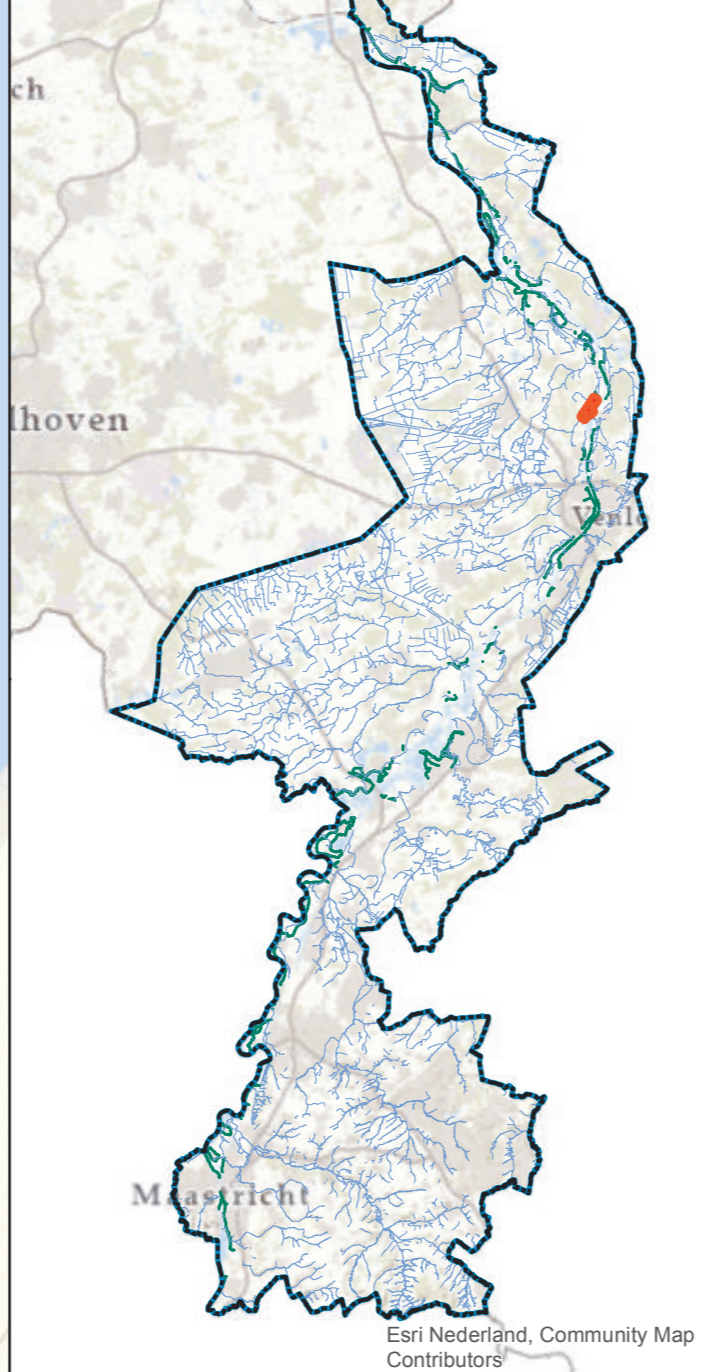 ch
lhoven
Venlo
Maastricht
Esri Nederland, Community Map
Contributors